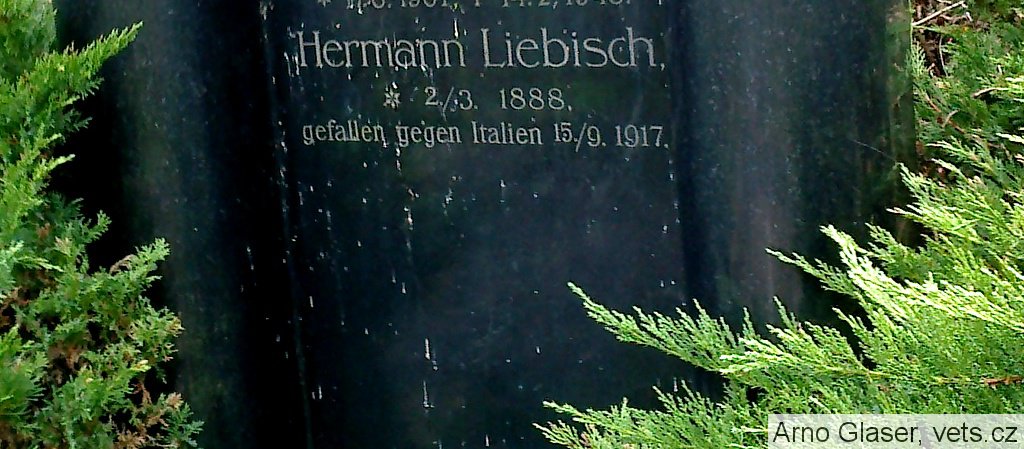 Hermann Liebisch,
* 2./3. 1888.
gefallen gegen Italien 15./9. 1917.
Arno Glaser, vets.cz